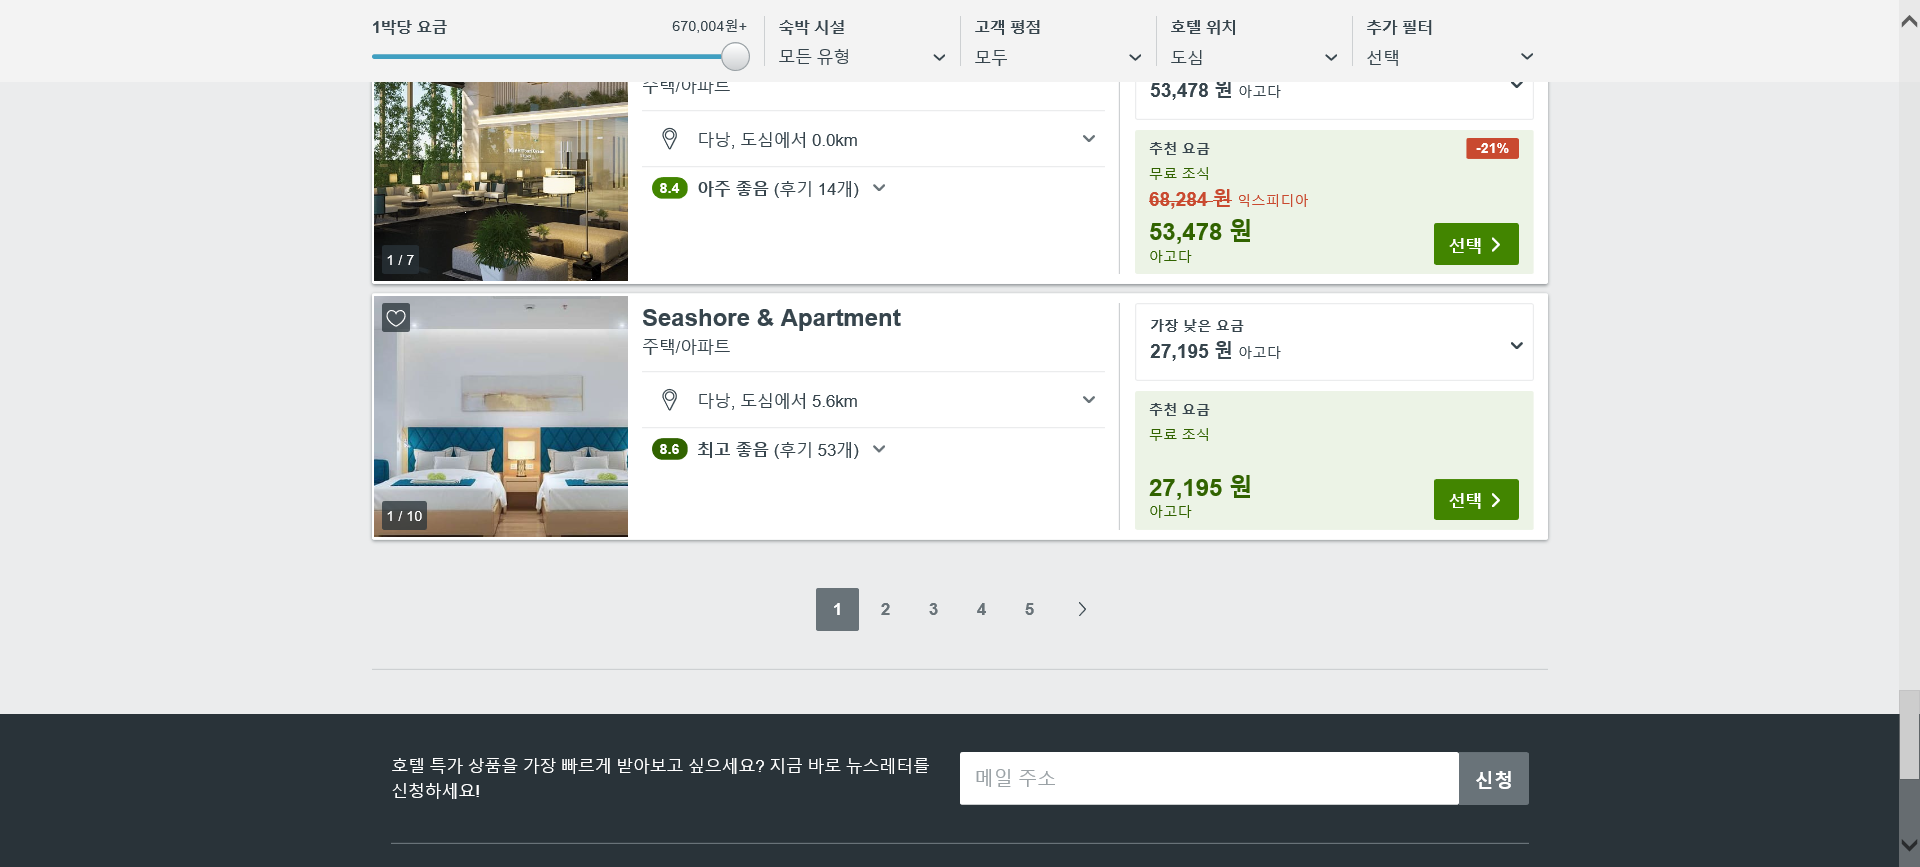 1박당 요금
670,004원+
숙박 시설
모든 유형
고객 평점
모두
호텔 위치
도심
추가 필터
선택
주택/아파트
다낭, 도심에서 0.0km
8.4 아주 좋음 (후기 14개)
1 / 7
53,478 원 아고다
추천 요금
-21%
무료 조식
68,284 원 익스피디아
53,478 원
아고다
선택
Seashore & Apartment
주택/아파트
다낭, 도심에서 5.6km
8.6 최고 좋음 (후기 53개)
1 / 10
가장 낮은 요금
27,195 원 아고다
추천 요금
무료 조식
27,195 원
아고다
선택
1 2 3 4 5
호텔 특가 상품을 가장 빠르게 받아보고 싶으세요? 지금 바로 뉴스레터를
신청하세요!
메일 주소
신청